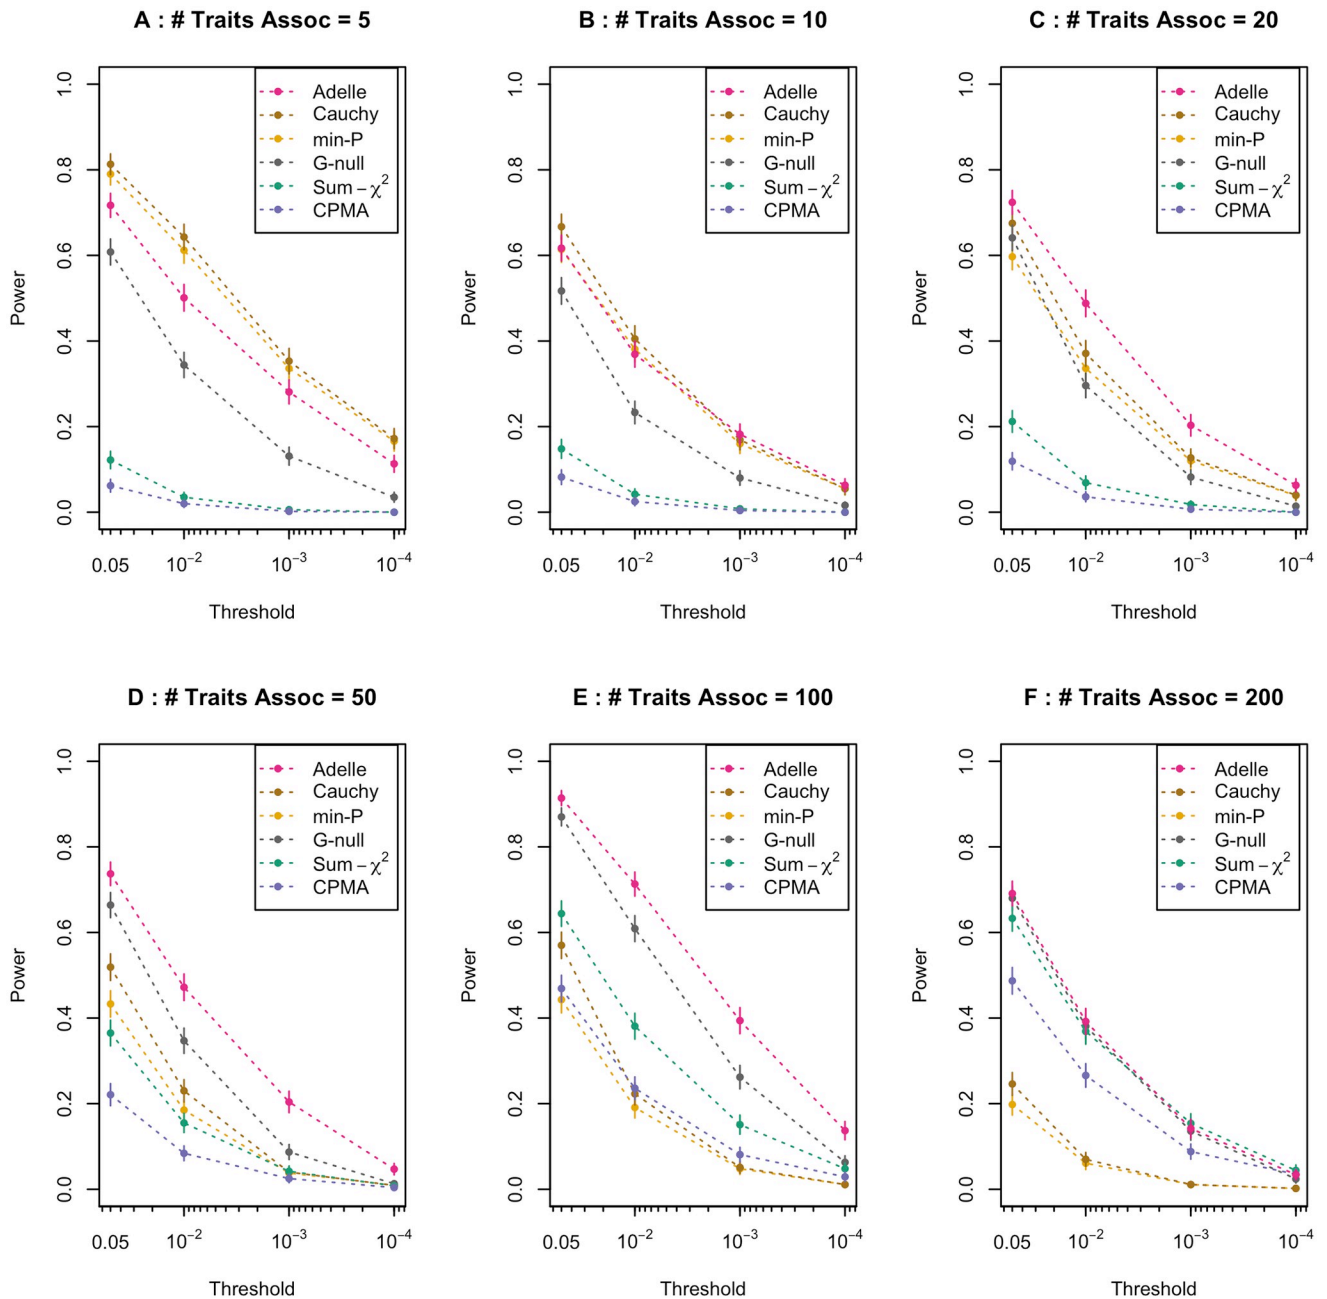 A : # Traits Assoc = 5
Power
0.0
0.2
0.4
0.6
0.8
1.0
Adelle
Cauchy
min-P
G-null
Sum − χ²
CPMA
0.05
10⁻²
10⁻³
10⁻⁴
Threshold
B : # Traits Assoc = 10
Power
0.0
0.2
0.4
0.6
0.8
1.0
Adelle
Cauchy
min-P
G-null
Sum − χ²
CPMA
0.05
10⁻²
10⁻³
10⁻⁴
Threshold
C : # Traits Assoc = 20
Power
0.0
0.2
0.4
0.6
0.8
1.0
Adelle
Cauchy
min-P
G-null
Sum − χ²
CPMA
0.05
10⁻²
10⁻³
10⁻⁴
Threshold
D : # Traits Assoc = 50
Power
0.0
0.2
0.4
0.6
0.8
1.0
Adelle
Cauchy
min-P
G-null
Sum − χ²
CPMA
0.05
10⁻²
10⁻³
10⁻⁴
Threshold
E : # Traits Assoc = 100
Power
0.0
0.2
0.4
0.6
0.8
1.0
Adelle
Cauchy
min-P
G-null
Sum − χ²
CPMA
0.05
10⁻²
10⁻³
10⁻⁴
Threshold
F : # Traits Assoc = 200
Power
0.0
0.2
0.4
0.6
0.8
1.0
Adelle
Cauchy
min-P
G-null
Sum − χ²
CPMA
0.05
10⁻²
10⁻³
10⁻⁴
Threshold